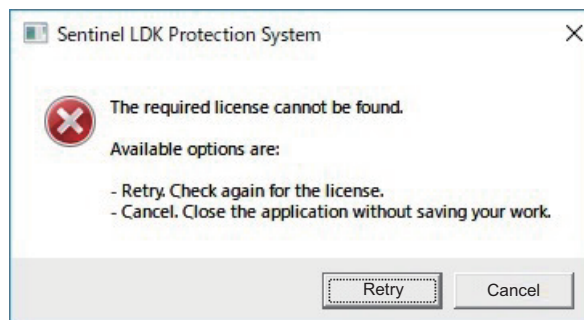 Sentinel LDK Protection System
The required license cannot be found.
Available options are:
- Retry. Check again for the license.
- Cancel. Close the application without saving your work.
Retry
Cancel